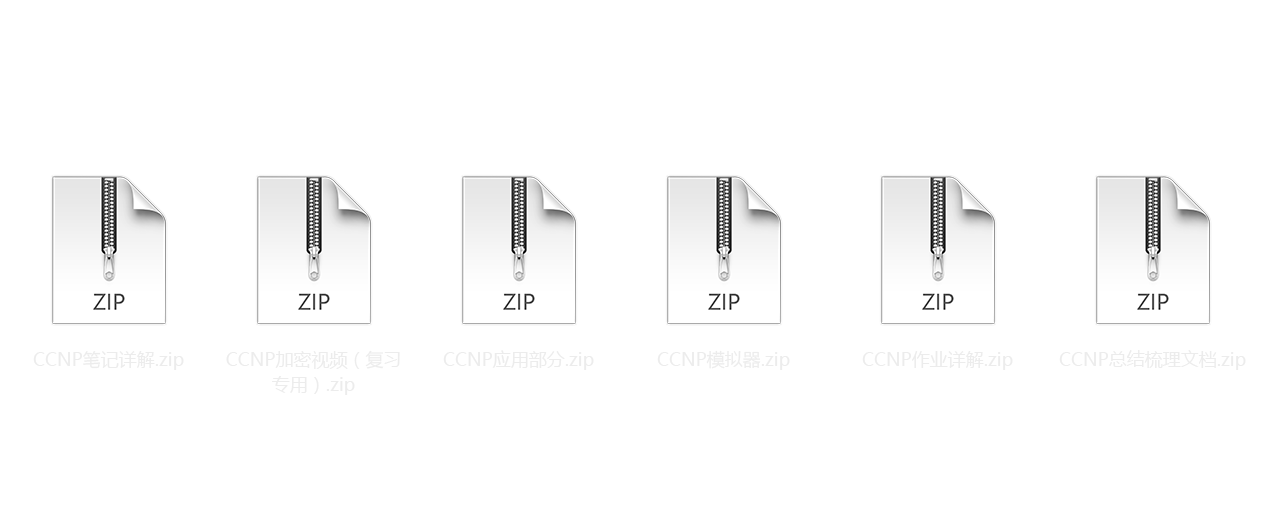 ZIP
ZIP
ZIP
ZIP
ZIP
ZIP
CCNP笔记详解.zip
CCNP加密视频（复习
专用）.zip
CCNP应用部分.zip
CCNP模拟器.zip
CCNP作业详解.zip
CCNP总结梳理文档.zip